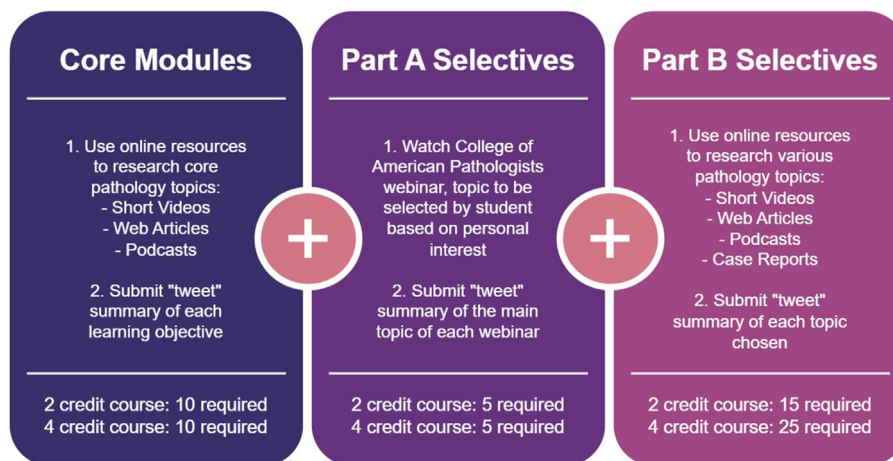 Core Modules
1. Use online resources
to research core
pathology topics:
- Short Videos
- Web Articles
- Podcasts
2. Submit "tweet"
summary of each
learning objective
2 credit course: 10 required
4 credit course: 10 required
+
Part A Selectives
1. Watch College of
American Pathologists
webinar, topic to be
selected by student
based on personal
interest
2. Submit "tweet"
summary of the main
topic of each webinar
2 credit course: 5 required
4 credit course: 5 required
+
Part B Selectives
1. Use online resources
to research various
pathology topics:
- Short Videos
- Web Articles
- Podcasts
- Case Reports
2. Submit "tweet"
summary of each topic
chosen
2 credit course: 15 required
4 credit course: 25 required